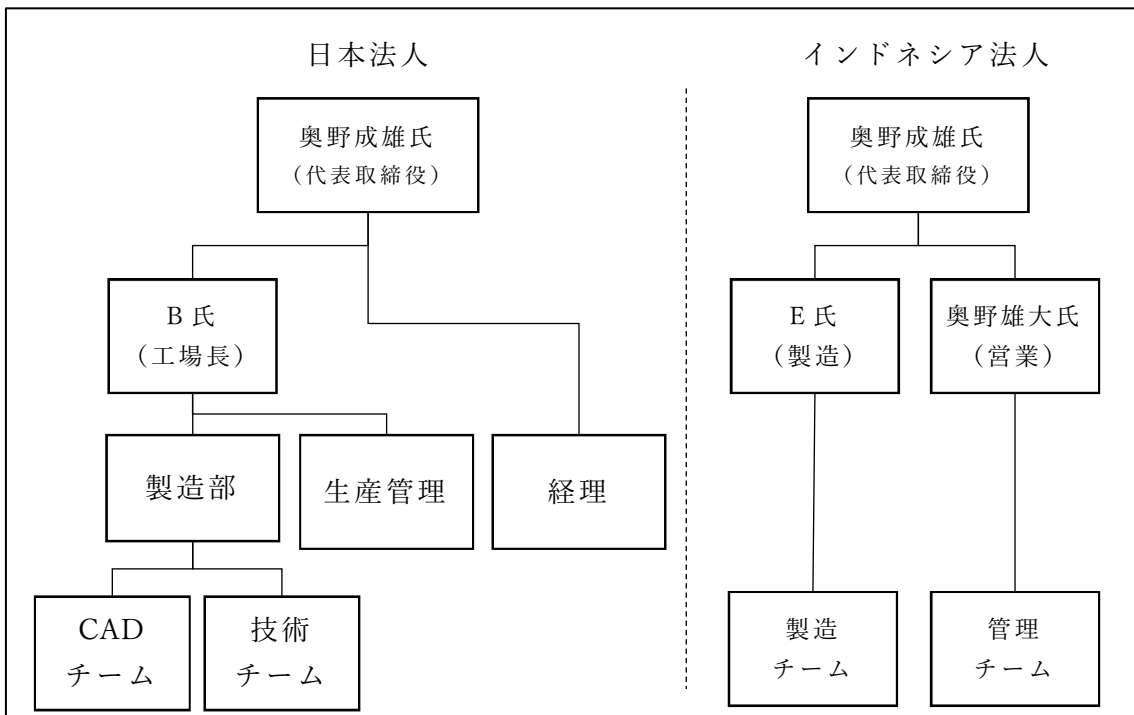 日本法人
奥野成雄氏
（代表取締役）
B 氏
（工場長）
製造部
生産管理
経理
CAD
チーム
技術
チーム
インドネシア法人
奥野成雄氏
（代表取締役）
E 氏
（製造）
奥野雄大氏
（営業）
製造
チーム
管理
チーム